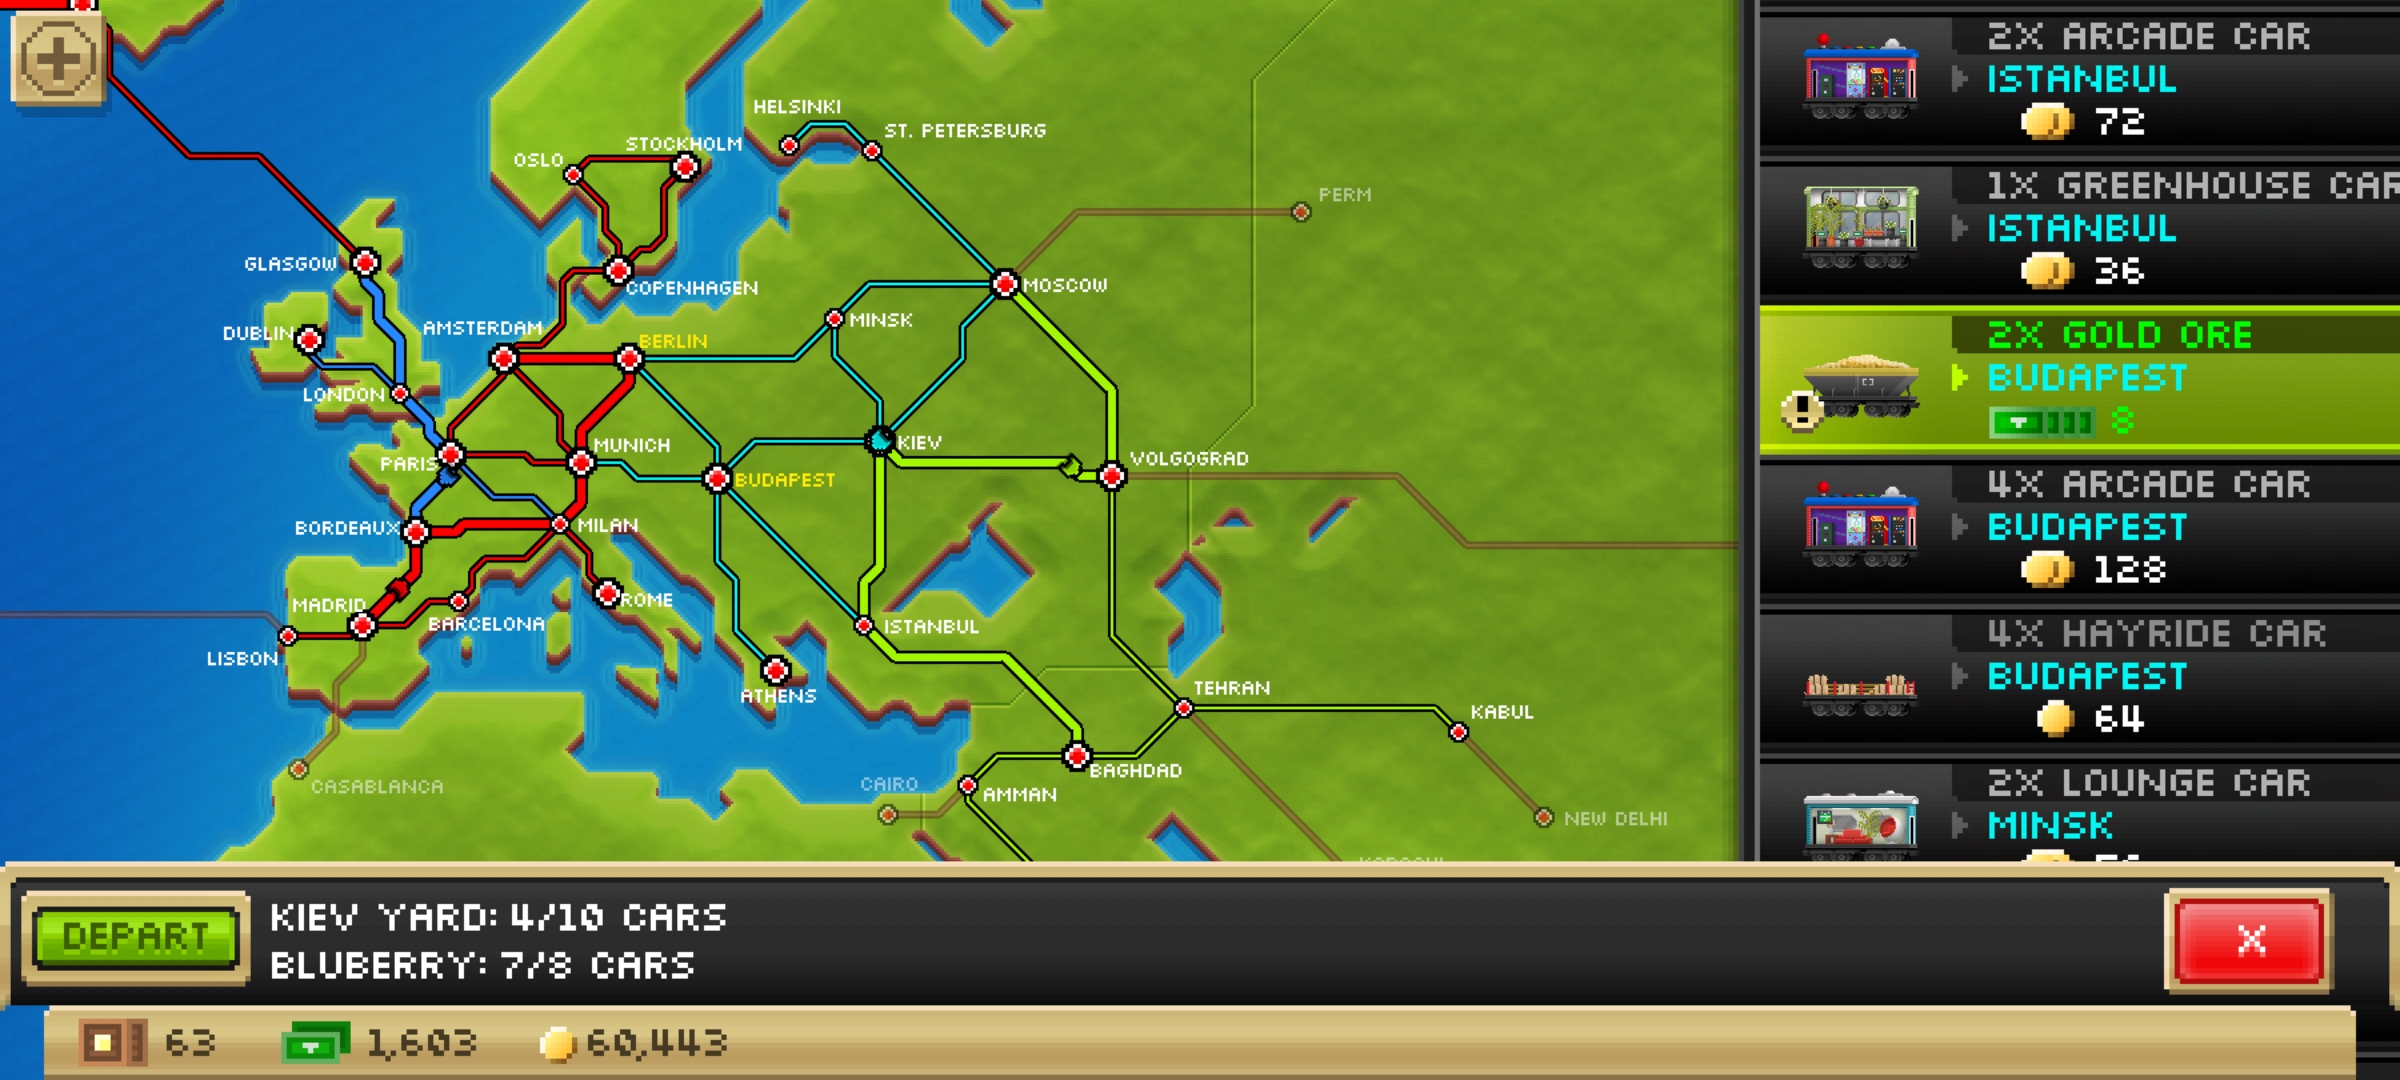 HELSINKI
ST. PETERSBURG
STOCKHOLM
OSLO
PERM
GLASGOW
COPENHAGEN
MOSCOW
DUBLIN
AMSTERDAM
BERLIN
MINSK
LONDON
PARIS
MUNICH
KIEV
VOLGOGRAD
BUDAPEST
BORDEAUX
MILAN
MADRID
ROME
BARCELONA
ISTANBUL
LISBON
ATHENS
TEHRAN
KABUL
CASABLANCA
CAIRO
BAGHDAD
AMMAN
NEW DELHI
2X ARCADE CAR
ISTANBUL
72
1X GREENHOUSE CAR
ISTANBUL
36
2X GOLD ORE
BUDAPEST
8
4X ARCADE CAR
BUDAPEST
128
4X HAYRIDE CAR
BUDAPEST
64
2X LOUNGE CAR
MINSK
DEPART
KIEV YARD: 4/10 CARS
BLUBERRY: 7/8 CARS
X
63
1,603
60,443